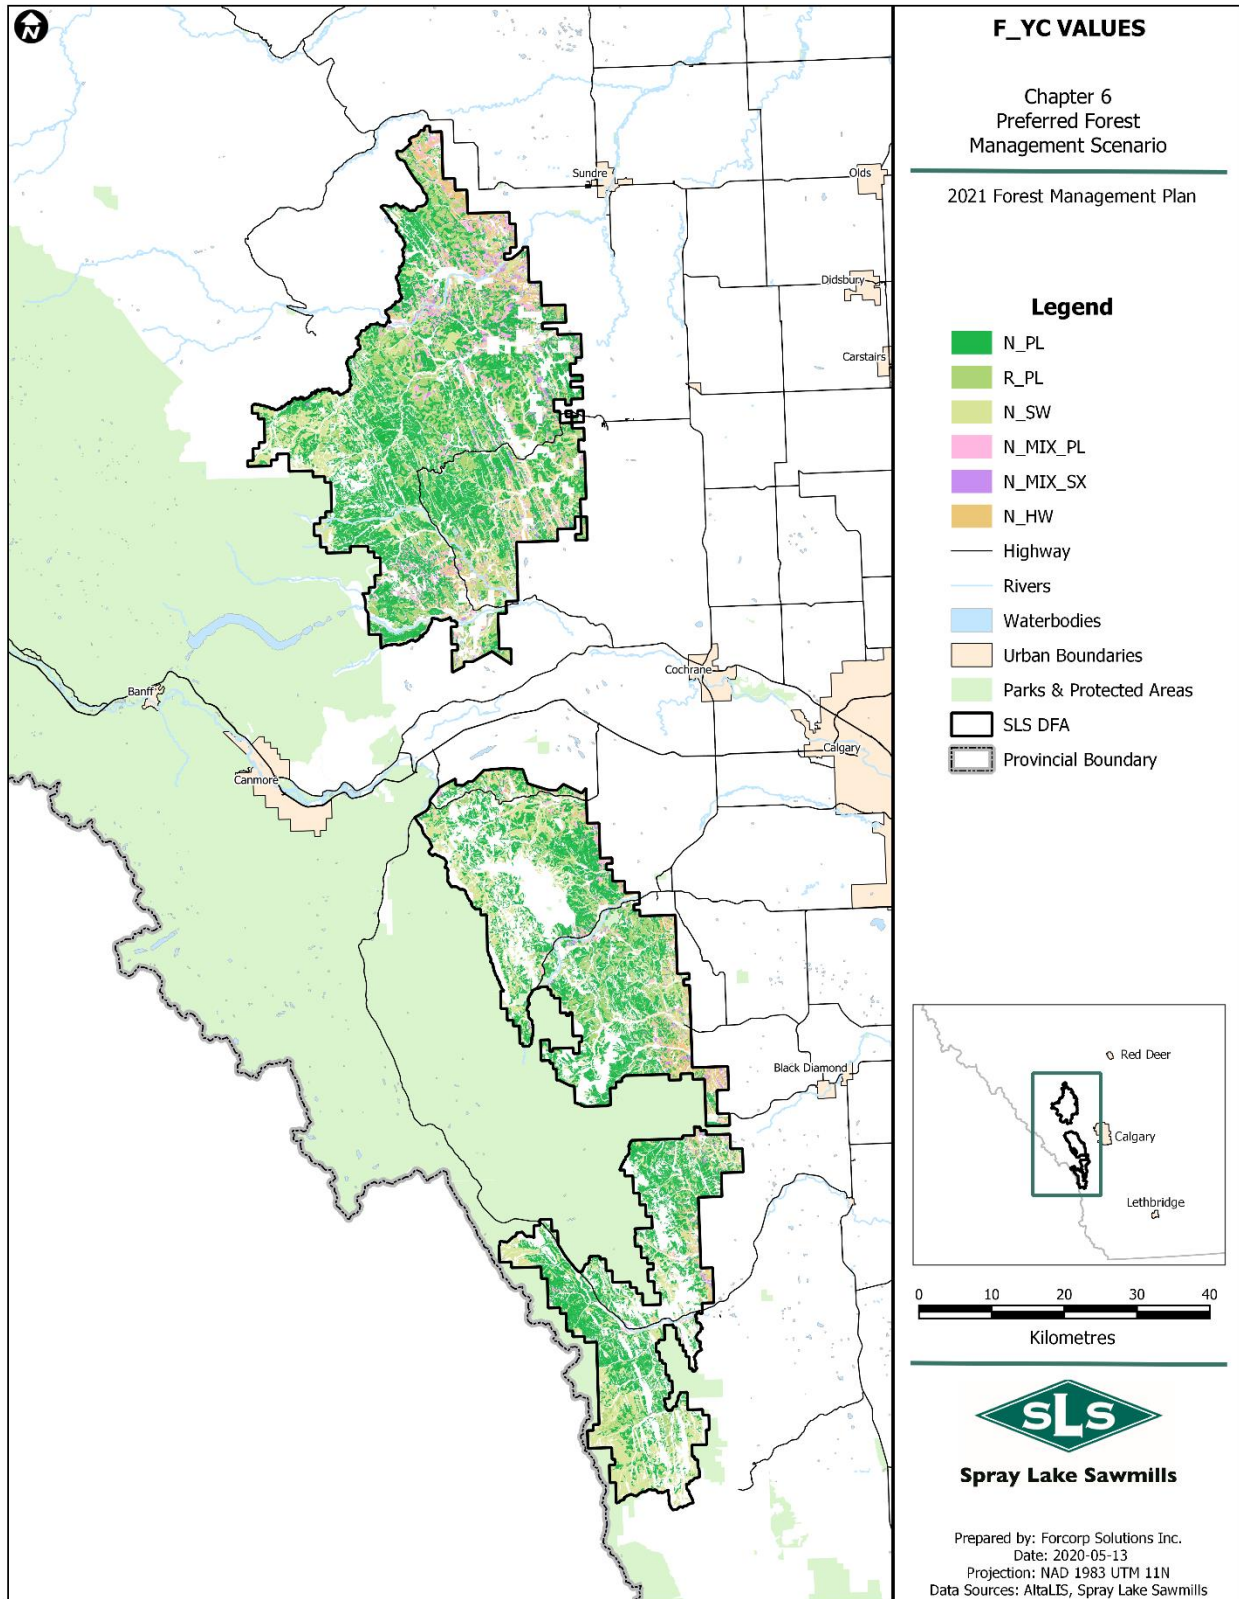 N
F_YC VALUES
Chapter 6
Preferred Forest
Management Scenario
2021 Forest Management Plan
Legend
N_PL
R_PL
N_SW
N_MIX_PL
N_MIX_SX
N_HW
Highway
Rivers
Waterbodies
Urban Boundaries
Parks & Protected Areas
SLS DFA
Provincial Boundary
Sundre
Olds
Didsbury
Carstairs
Cochrane
Banff
Calgary
Canmore
Black Diamond
Red Deer
Calgary
Lethbridge
0 10 20 30 40
Kilometres
SLS
Spray Lake Sawmills
Prepared by: Forcorp Solutions Inc.
Date: 2020-05-13
Projection: NAD 1983 UTM 11N
Data Sources: AltaLIS, Spray Lake Sawmills